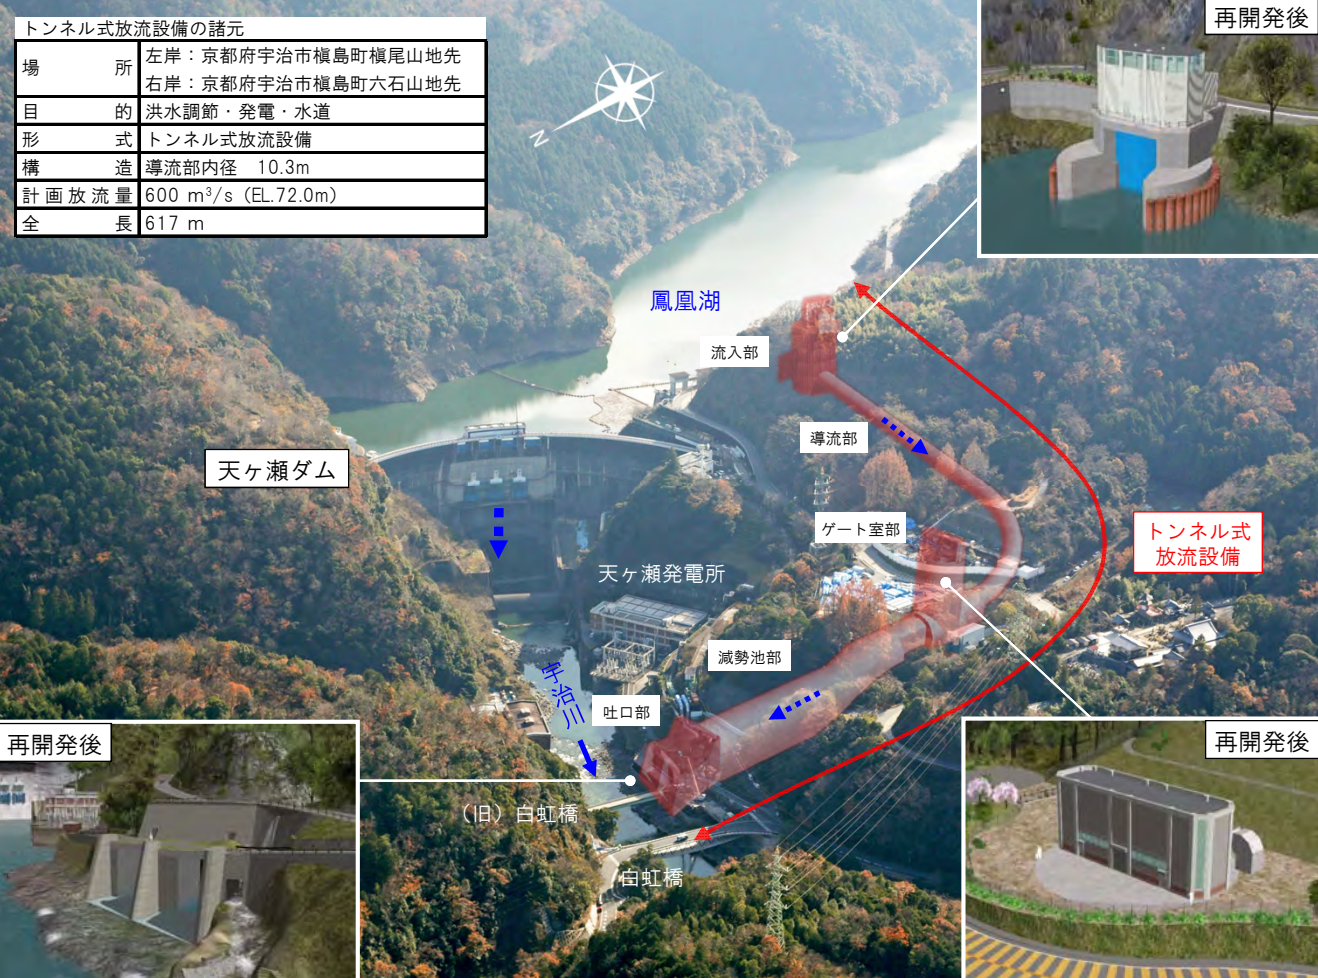 トンネル式放流設備の諸元
場所 左岸：京都府宇治市槇島町槇尾山地先
右岸：京都府宇治市槇島町六石山地先
目的 洪水調節・発電・水道
形式 トンネル式放流設備
構造 導流部内径 10.3m
計画放流量 600 m³/s (EL.72.0m)
全長 617 m
再開発後
N
鳳凰湖
流入部
導流部
天ヶ瀬ダム
ゲート室部
トンネル式
放流設備
天ヶ瀬発電所
減勢池部
宇治川
吐口部
再開発後
再開発後
（旧）白虹橋
白虹橋